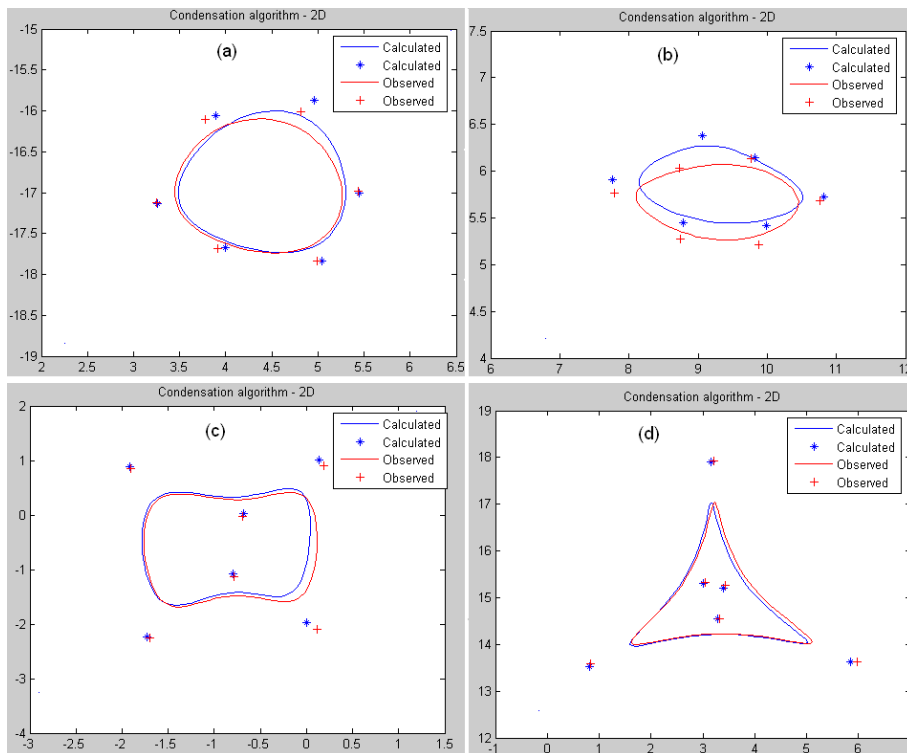 Condensation algorithm - 2D
(a)
Calculated
Calculated
Observed
Observed
-15
-15.5
-16
-16.5
-17
-17.5
-18
-18.5
-19
2 2.5 3 3.5 4 4.5 5 5.5 6 6.5
Condensation algorithm - 2D
(b)
Calculated
Calculated
Observed
Observed
7.5
7
6.5
6
5.5
5
4.5
4
6 7 8 9 10 11 12
Condensation algorithm - 2D
(c)
Calculated
Calculated
Observed
Observed
2
1
0
-1
-2
-3
-4
-3 -2.5 -2 -1.5 -1 -0.5 0 0.5 1 1.5
Condensation algorithm - 2D
(d)
Calculated
Calculated
Observed
Observed
19
18
17
16
15
14
13
12
-1 0 1 2 3 4 5 6